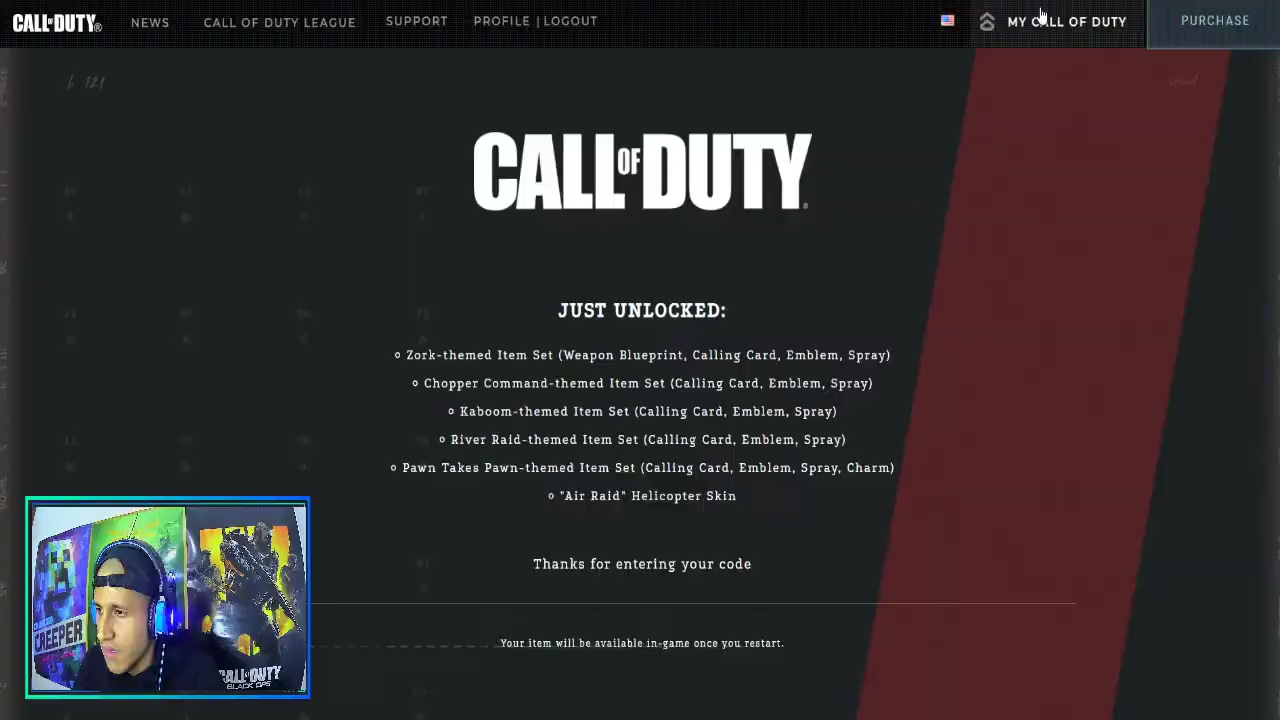 CALL OF DUTY®
NEWS
CALL OF DUTY LEAGUE
SUPPORT
PROFILE | LOGOUT
MY CALL OF DUTY
PURCHASE
CALL OF DUTY®
JUST UNLOCKED:
Zork-themed Item Set (Weapon Blueprint, Calling Card, Emblem, Spray)
Chopper Command-themed Item Set (Calling Card, Emblem, Spray)
Kaboom-themed Item Set (Calling Card, Emblem, Spray)
River Raid-themed Item Set (Calling Card, Emblem, Spray)
Pawn Takes Pawn-themed Item Set (Calling Card, Emblem, Spray, Charm)
"Air Raid" Helicopter Skin
Thanks for entering your code
Your item will be available in-game once you restart.
CREEPER
CALL OF DUTY
BLACK OPS